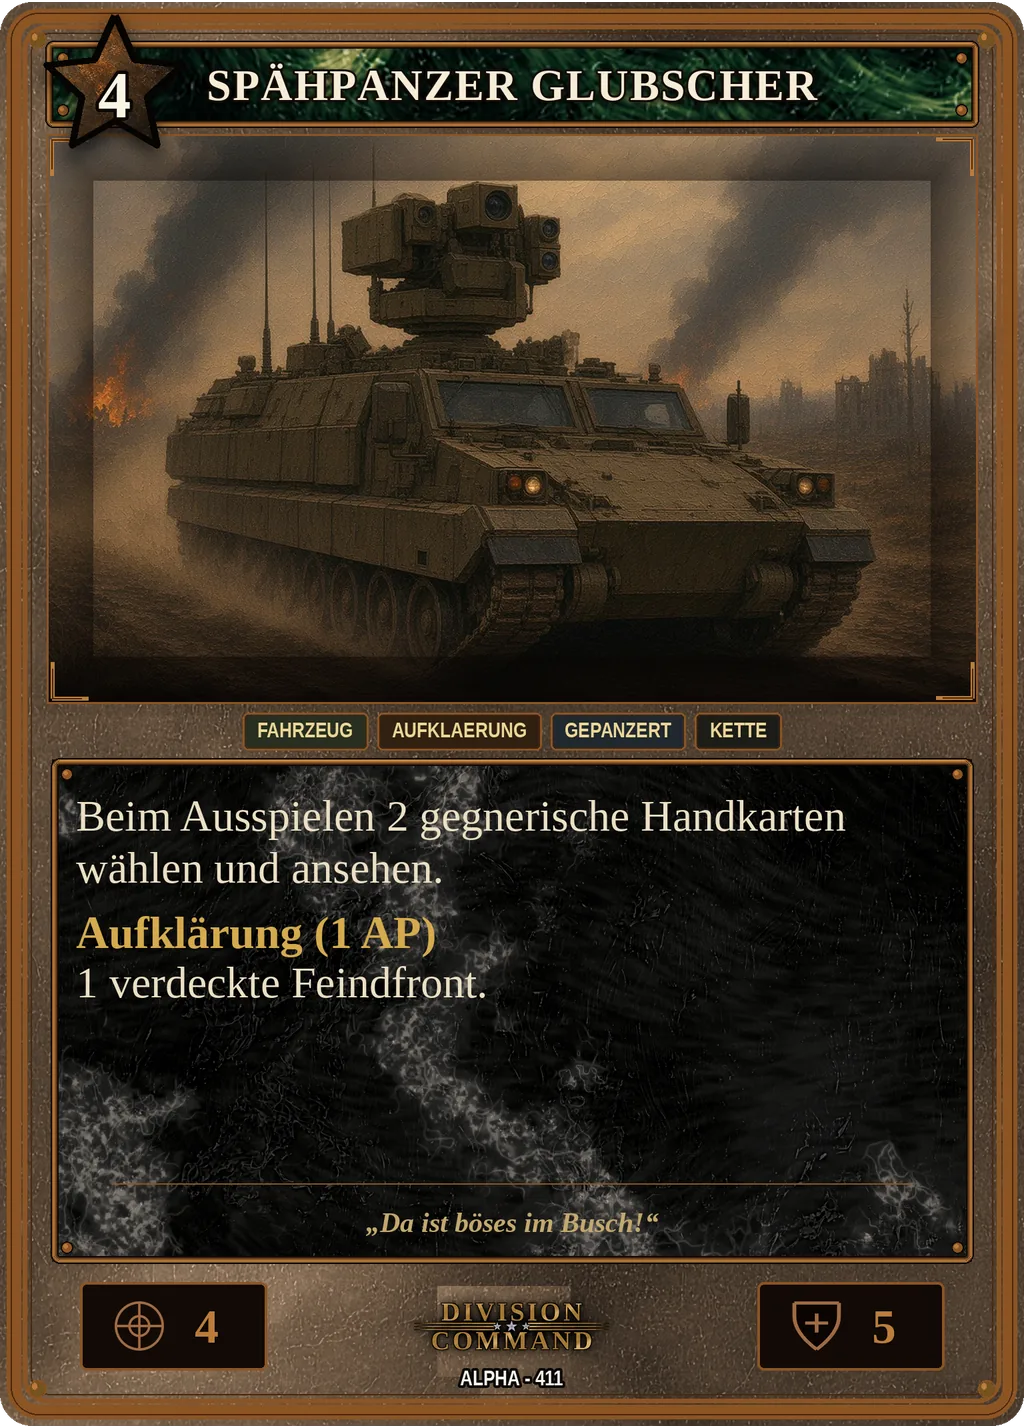 4
SPÄHPANZER GLUBSCHER
FAHRZEUG AUFKLAERUNG GEPANZERT KETTE
Beim Ausspielen 2 gegnerische Handkarten
wählen und ansehen.
Aufklärung (1 AP)
1 verdeckte Feindfront.
„Da ist böses im Busch!“
4
DIVISION
COMMAND
ALPHA - 411
5